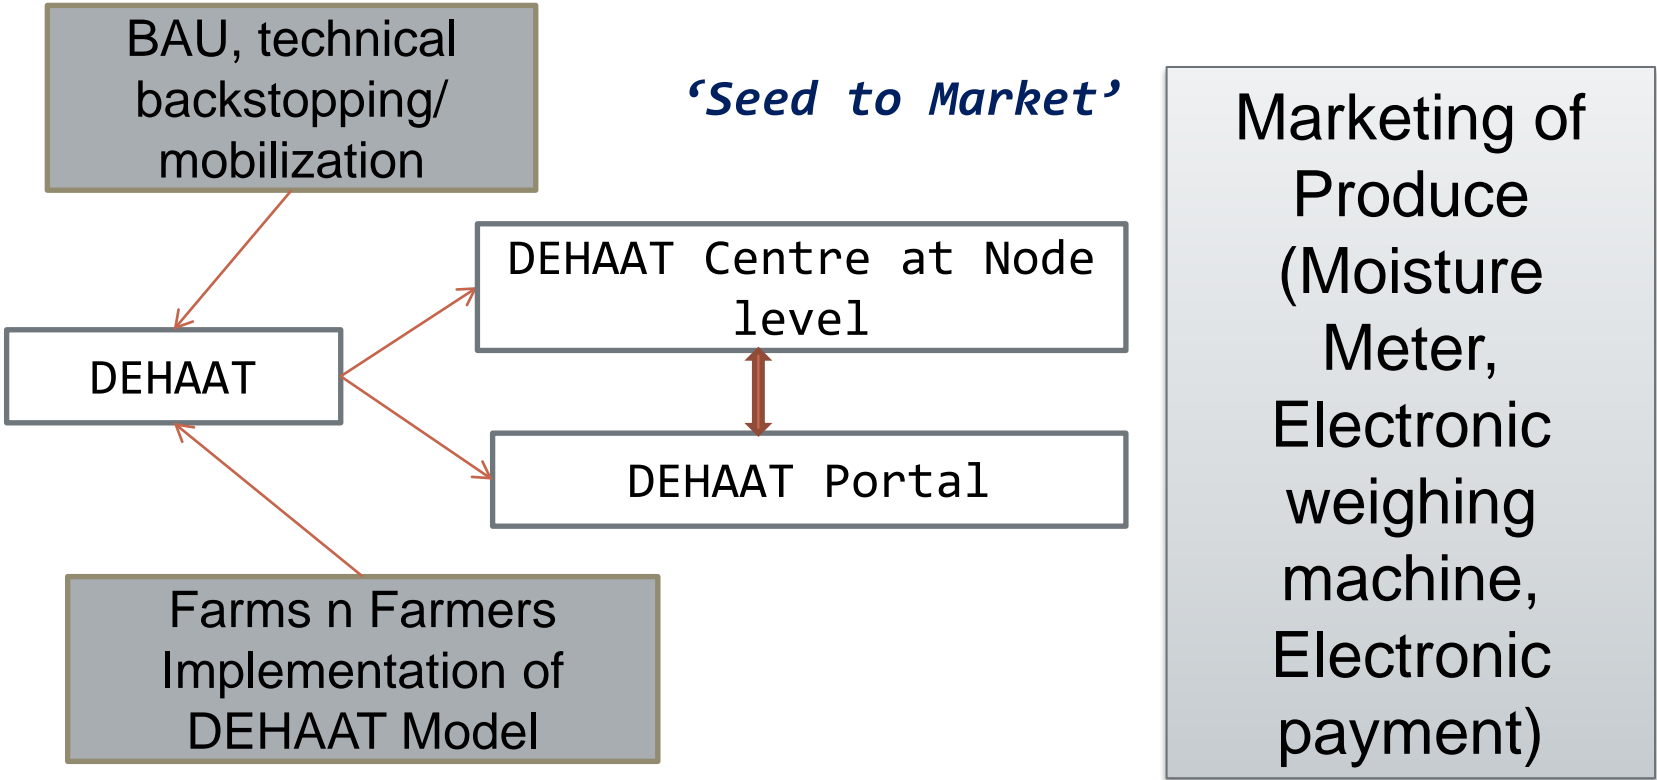 BAU, technical
backstopping/
mobilization
‘Seed to Market’
DEHAAT Centre at Node
level
DEHAAT
DEHAAT Portal
Farms n Farmers
Implementation of
DEHAAT Model
Marketing of
Produce
(Moisture
Meter,
Electronic
weighing
machine,
Electronic
payment)